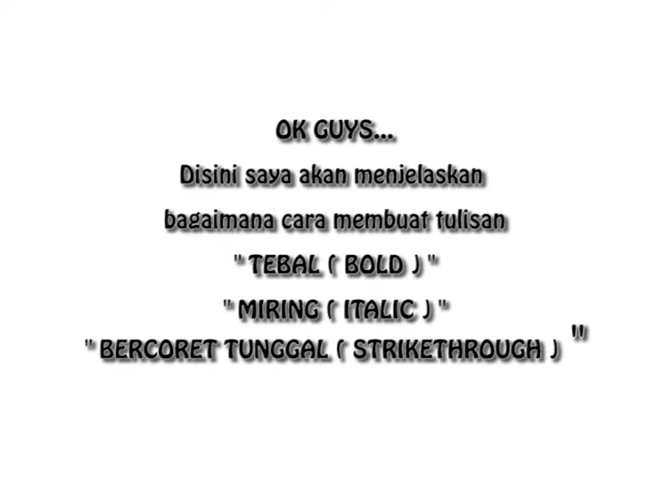 OK GUYS...
Disini saya akan menjelaskan
bagaimana cara membuat tulisan
" TEBAL ( BOLD ) "
" MIRING ( ITALIC ) "
" BERCORET TUNGGAL ( STRIKETHROUGH ) "